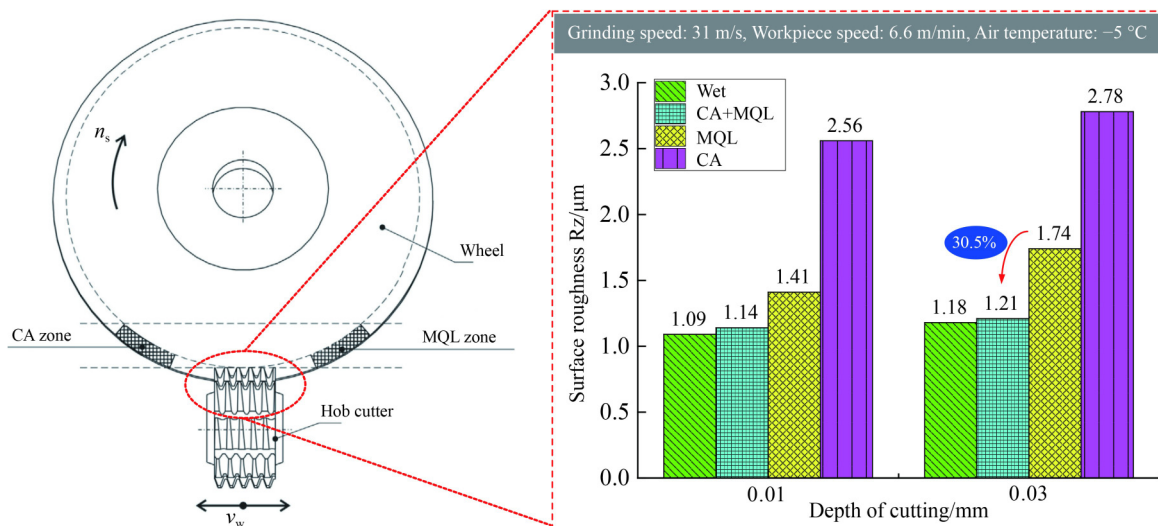 n_s
Wheel
CA zone
MQL zone
Hob cutter
v_w
Grinding speed: 31 m/s, Workpiece speed: 6.6 m/min, Air temperature: −5 °C
Wet
CA+MQL
MQL
CA
Surface roughness Rz/μm
3.0
2.5
2.0
1.5
1.0
0.5
0.0
1.09
1.14
1.41
2.56
1.18
1.21
1.74
2.78
30.5%
0.01
0.03
Depth of cutting/mm